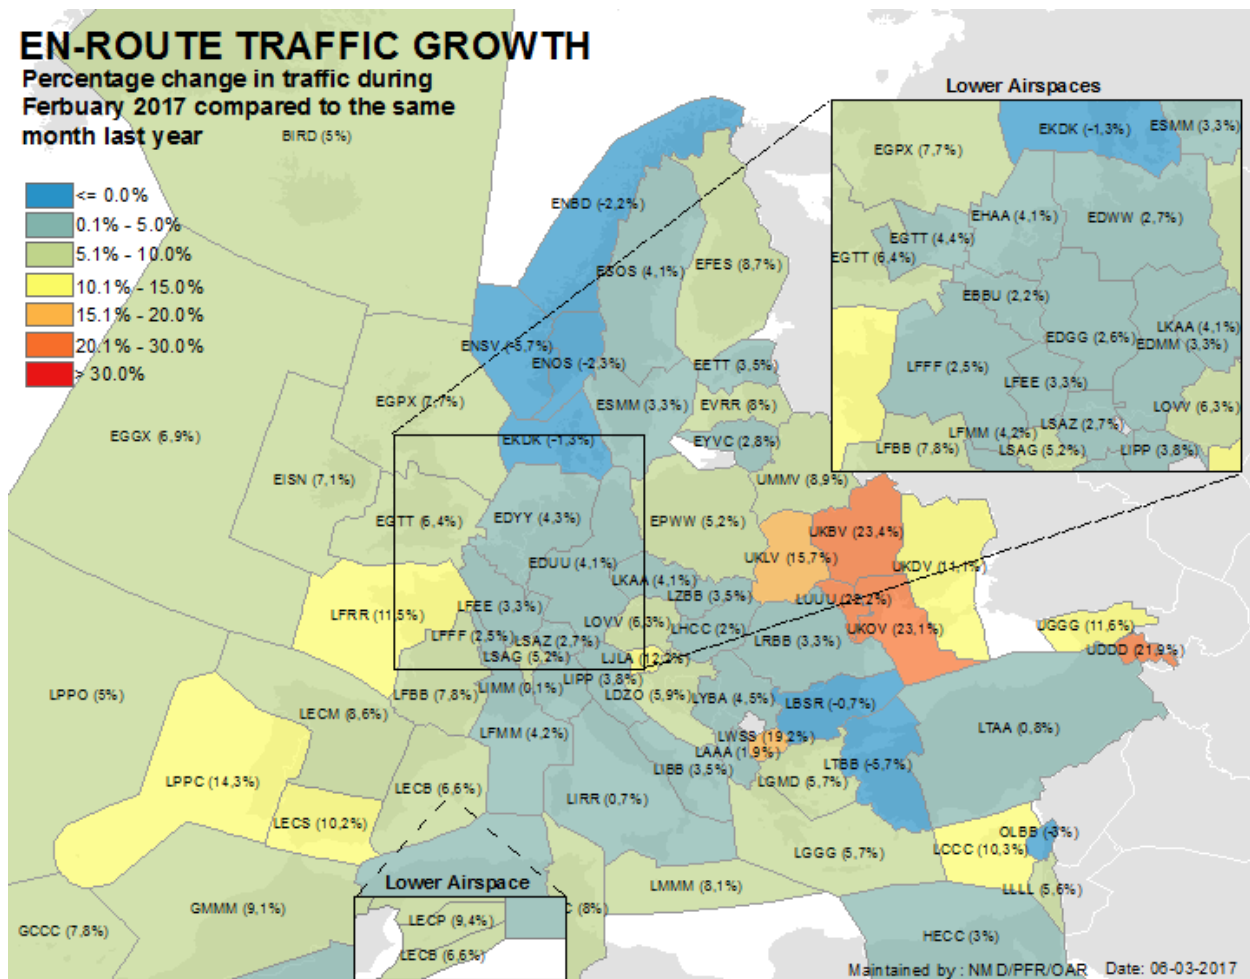 EN-ROUTE TRAFFIC GROWTH
Percentage change in traffic during
Ferbuary 2017 compared to the same
month last year
<= 0.0%
0.1% - 5.0%
5.1% - 10.0%
10.1% - 15.0%
15.1% - 20.0%
20.1% - 30.0%
> 30.0%
BIRD (5%)
ENBD (-2,2%)
ESOS (4,1%)
EFES (8,7%)
ENSV (-5,7%)
ENOS (-2,3%)
EETT (3,5%)
EGPX (7,7%)
ESMM (3,3%)
EVRR (8%)
EGGX (6,9%)
EKDK (-1,3%)
EYVC (2,8%)
EISN (7,1%)
UMMV (8,9%)
EGTT (6,4%)
EDYY (4,3%)
EPWW (5,2%)
UKBV (23,4%)
UKLV (15,7%)
EDUU (4,1%)
UKDV (11,1%)
LKAA (4,1%)
LZBB (3,5%)
LUUU (22,2%)
LFRR (11,5%)
LFEE (3,3%)
LOVV (6,3%)
LHCC (2%)
UKOV (23,1%)
UGGG (11,6%)
LFFF (2,5%)
LSAZ (2,7%)
LRBB (3,3%)
UDDD (21,9%)
LSAG (5,2%)
LJLA (12,2%)
LPPO (5%)
LFBB (7,8%)
LIMM (0,1%)
LIPP (3,8%)
LDZO (5,9%)
LYBA (4,5%)
LBSR (-0,7%)
LECM (8,6%)
LTAA (0,8%)
LFMM (4,2%)
LWSS (19,2%)
LAAA (1,9%)
LPPC (14,3%)
LIBB (3,5%)
LTBB (-5,7%)
LGMD (5,7%)
LECB (6,6%)
LIRR (0,7%)
LECS (10,2%)
OLBB (-3%)
LGGG (5,7%)
LCCC (10,3%)
LMMM (8,1%)
LLLL (5,6%)
GMMM (9,1%)
GCCC (7,8%)
HECC (3%)
Lower Airspace
LECP (9,4%)
C (8%)
LECB (6,6%)
Lower Airspaces
EKDK (-1,3%)
ESMM (3,3%)
EGPX (7,7%)
EHAA (4,1%)
EDWW (2,7%)
EGTT (4,4%)
EGTT (6,4%)
EBBU (2,2%)
LKAA (4,1%)
EDGG (2,6%)
EDMM (3,3%)
LFFF (2,5%)
LFEE (3,3%)
LOVV (6,3%)
LSAZ (2,7%)
LFMM (4,2%)
LFBB (7,8%)
LSAG (5,2%)
LIPP (3,8%)
Maintained by : NMD/PFR/OAR Date: 06-03-2017